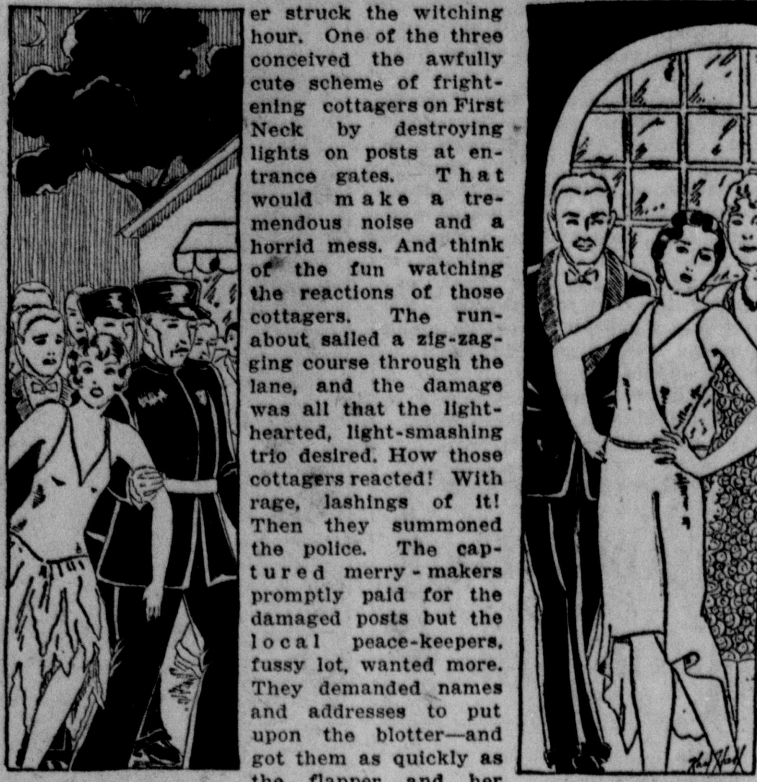 er struck the witching
hour. One of the three
conceived the awfully
cute scheme of fright-
ening cottagers on First
Neck by destroying
lights on posts at en-
trance gates. That
would make a tre-
mendous noise and a
horrid mess. And think
of the fun watching
the reactions of those
cottagers. The run-
about sailed a zig-zag-
ging course through the
lane, and the damage
was all that the light-
hearted, light-smashing
trio desired. How those
cottagers reacted! With
rage, lashings of it!
Then they summoned
the police. The cap-
tured merry-makers
promptly paid for the
damaged posts but the
local peace-keepers,
fussy lot, wanted more.
They demanded names
and addresses to put
upon the blotter—and
got them as quickly as
the flapper and her